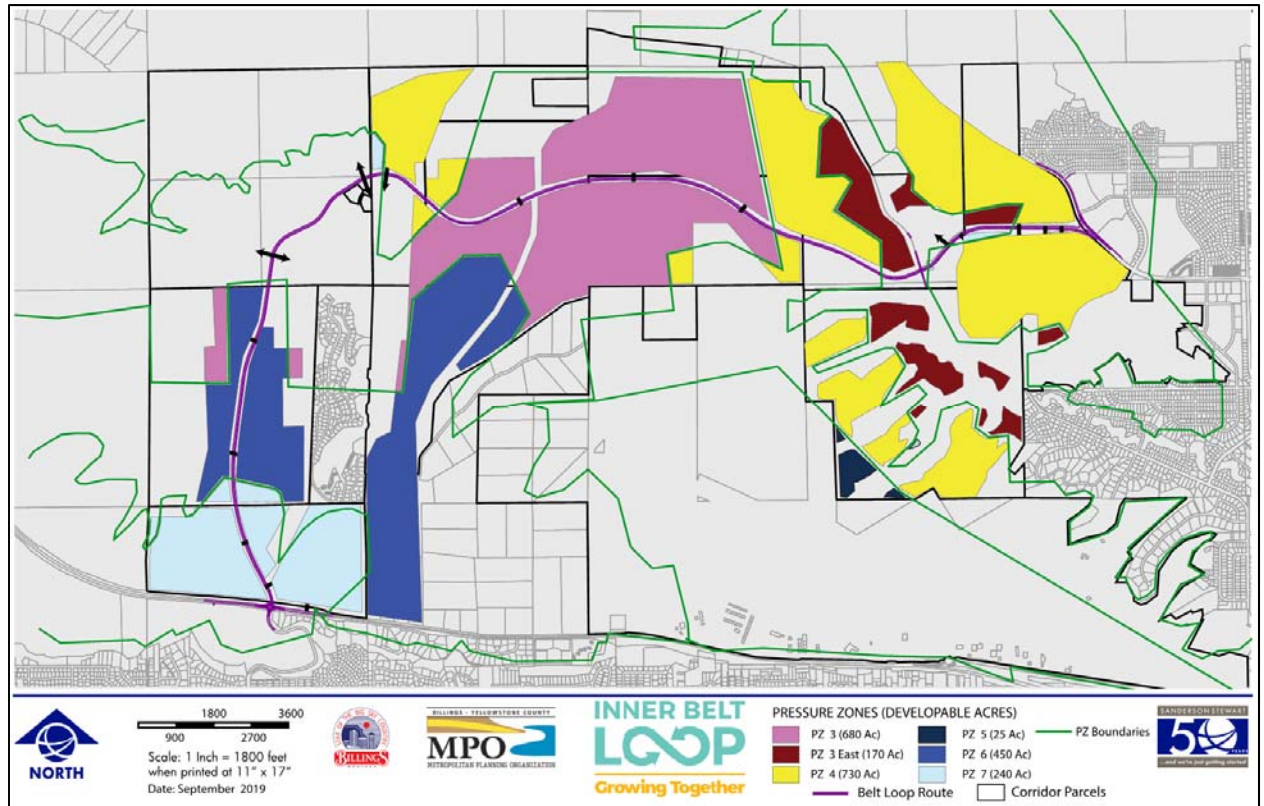 NORTH
1800 3600
900 2700
Scale: 1 Inch = 1800 feet
when printed at 11” x 17”
Date: September 2019
BILLINGS
BILLINGS - YELLOWSTONE COUNTY
MPO
METROPOLITAN PLANNING ORGANIZATION
INNER BELT
LOOP
Growing Together
PRESSURE ZONES (DEVELOPABLE ACRES)
PZ 3 (680 Ac)
PZ 3 East (170 Ac)
PZ 4 (730 Ac)
PZ 5 (25 Ac)
PZ 6 (450 Ac)
PZ 7 (240 Ac)
PZ Boundaries
Belt Loop Route
Corridor Parcels
SANDERSON STEWART
50
YEARS
...and we're just getting started